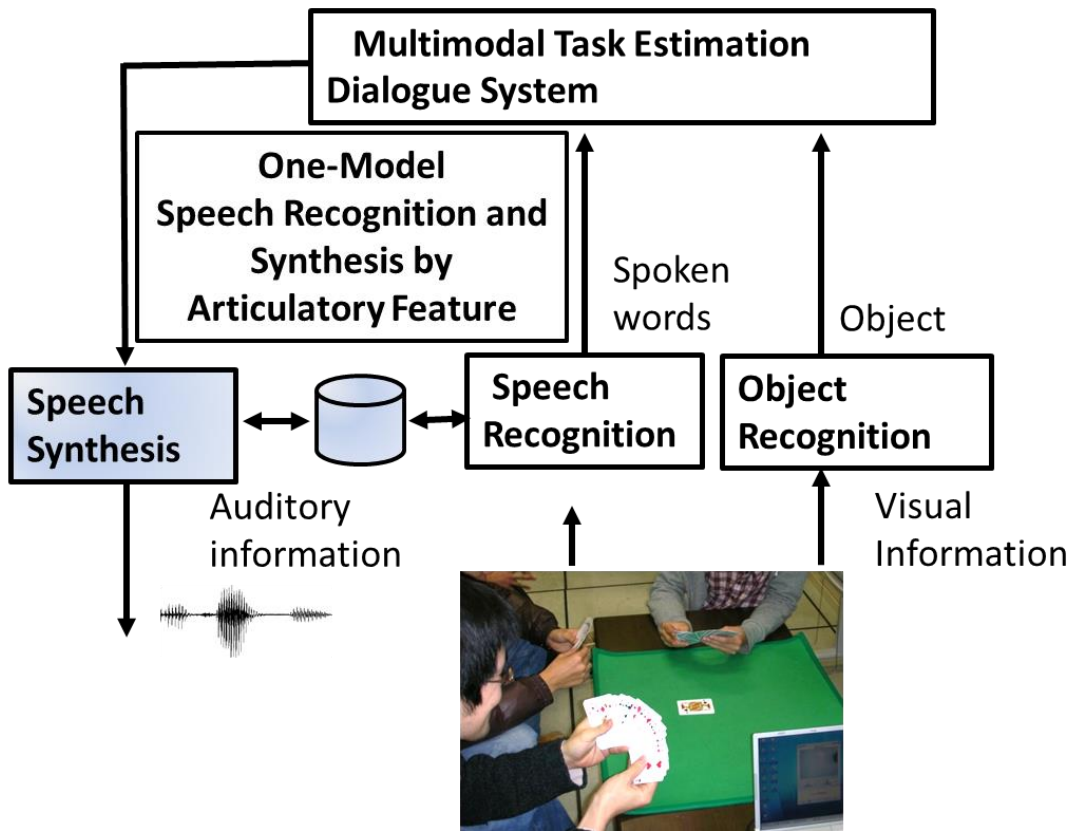 Multimodal Task Estimation
Dialogue System
One-Model
Speech Recognition and
Synthesis by
Articulatory Feature
Spoken
words
Object
Speech
Synthesis
Speech
Recognition
Object
Recognition
Auditory
information
Visual
Information